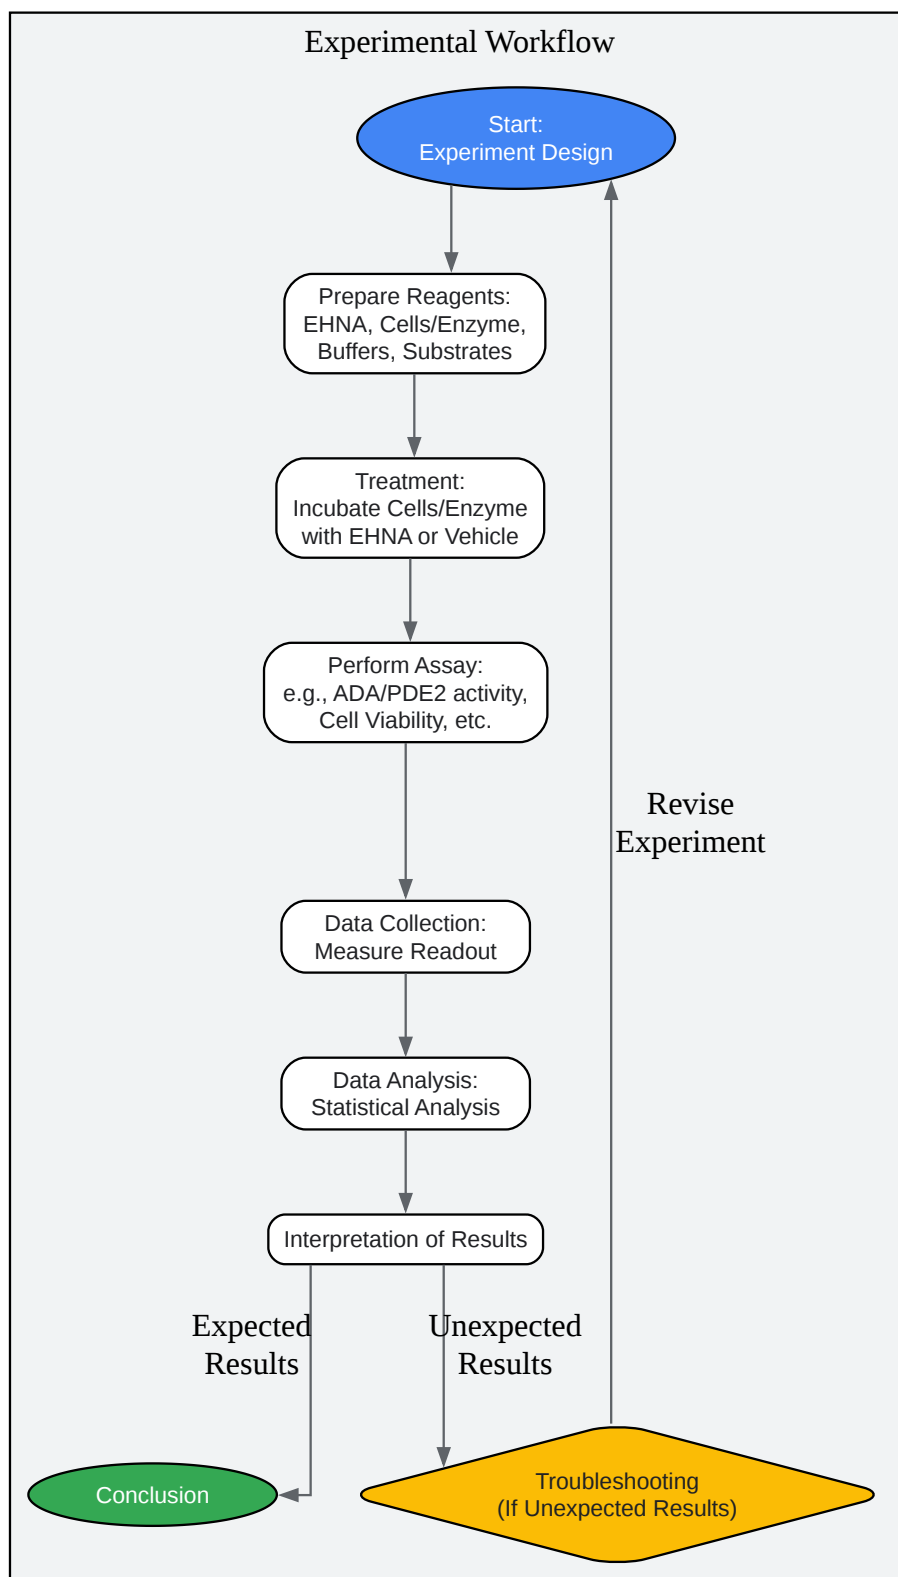 Experimental Workflow
Start:
Experiment Design
Prepare Reagents:
EHNA, Cells/Enzyme,
Buffers, Substrates
Treatment:
Incubate Cells/Enzyme
with EHNA or Vehicle
Perform Assay:
e.g., ADA/PDE2 activity,
Cell Viability, etc.
Revise
Experiment
Data Collection:
Measure Readout
Data Analysis:
Statistical Analysis
Interpretation of Results
Expected
Results
Unexpected
Results
Conclusion
Troubleshooting
(If Unexpected Results)